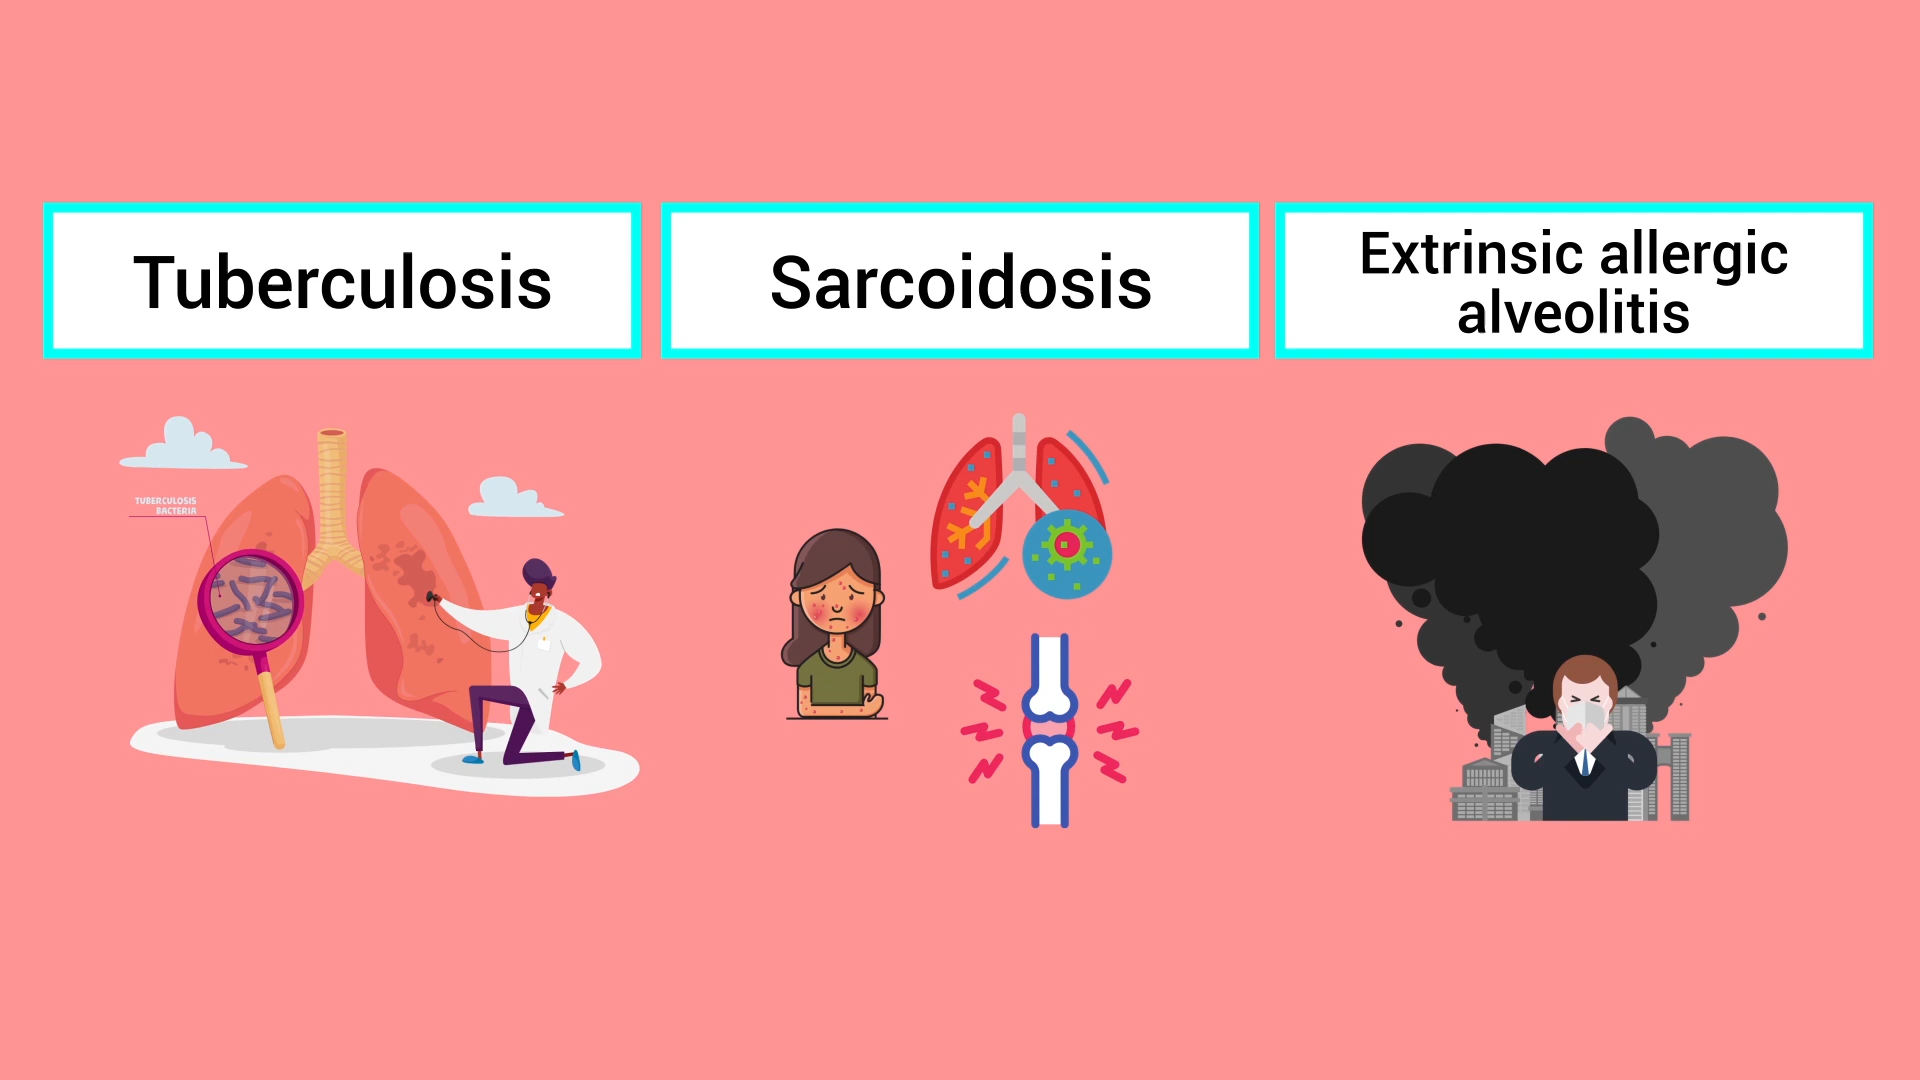 Tuberculosis
Sarcoidosis
Extrinsic allergic
alveolitis
TUBERCULOSIS
BACTERIA